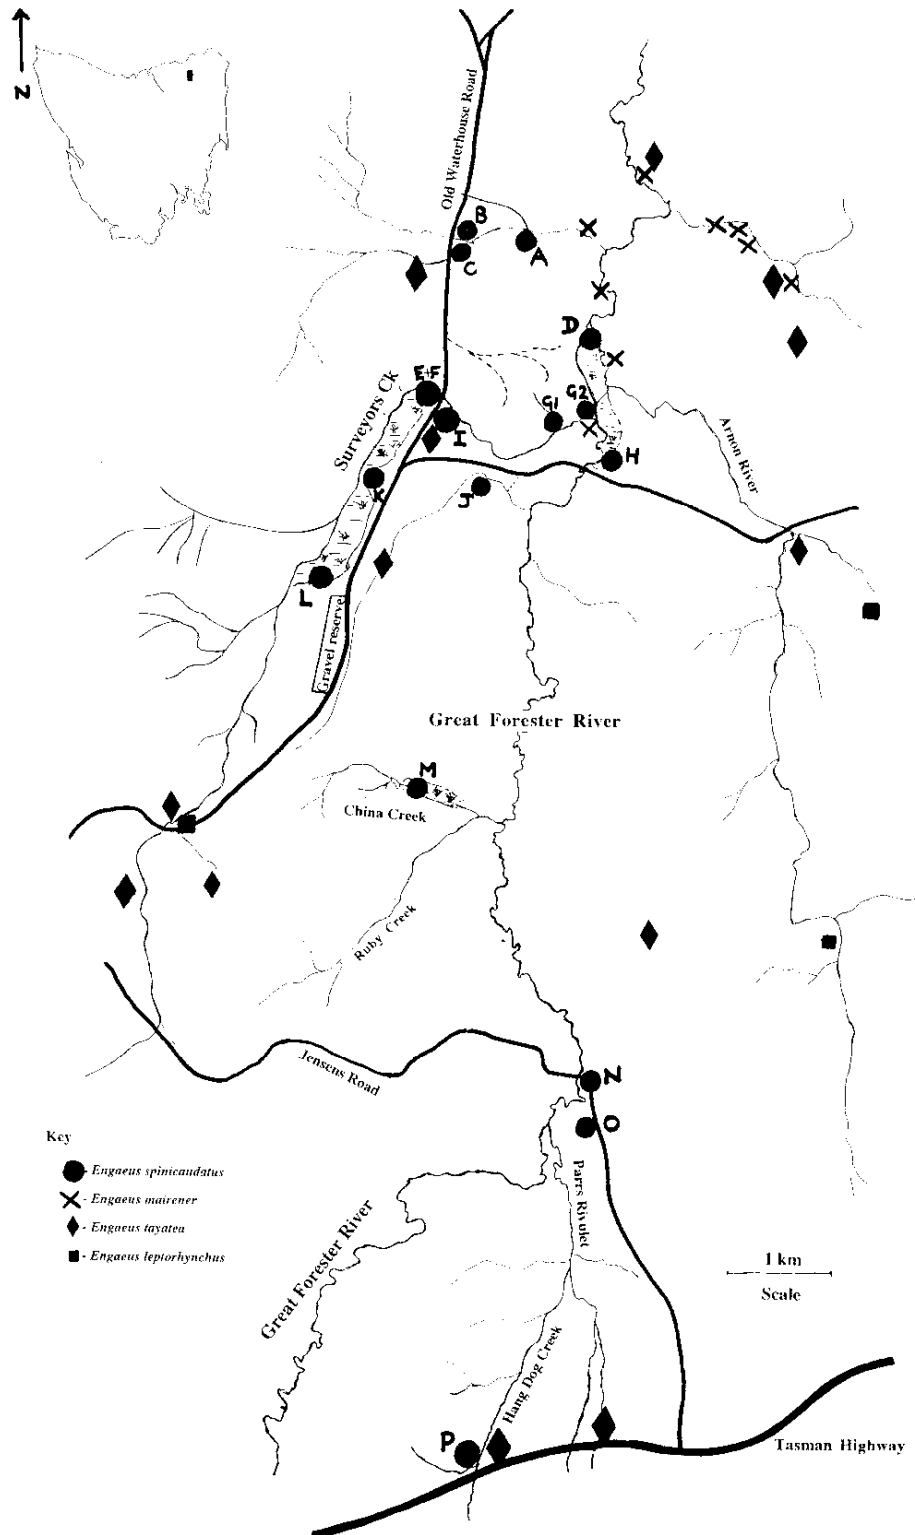 N
Old Waterhouse Road
B
C
A
D
E+F
Surveyors Ck
G1
G2
I
H
K
J
Arnon River
L
Gravel reserve
Great Forester River
M
China Creek
Ruby Creek
Jensens Road
N
O
Key
- Engaeus spinicaudatus
- Engaeus mairener
- Engaeus tayatea
- Engaeus leptorhynchus
Parrs Rivulet
Great Forester River
1 km
Scale
Hang Dog Creek
P
Tasman Highway